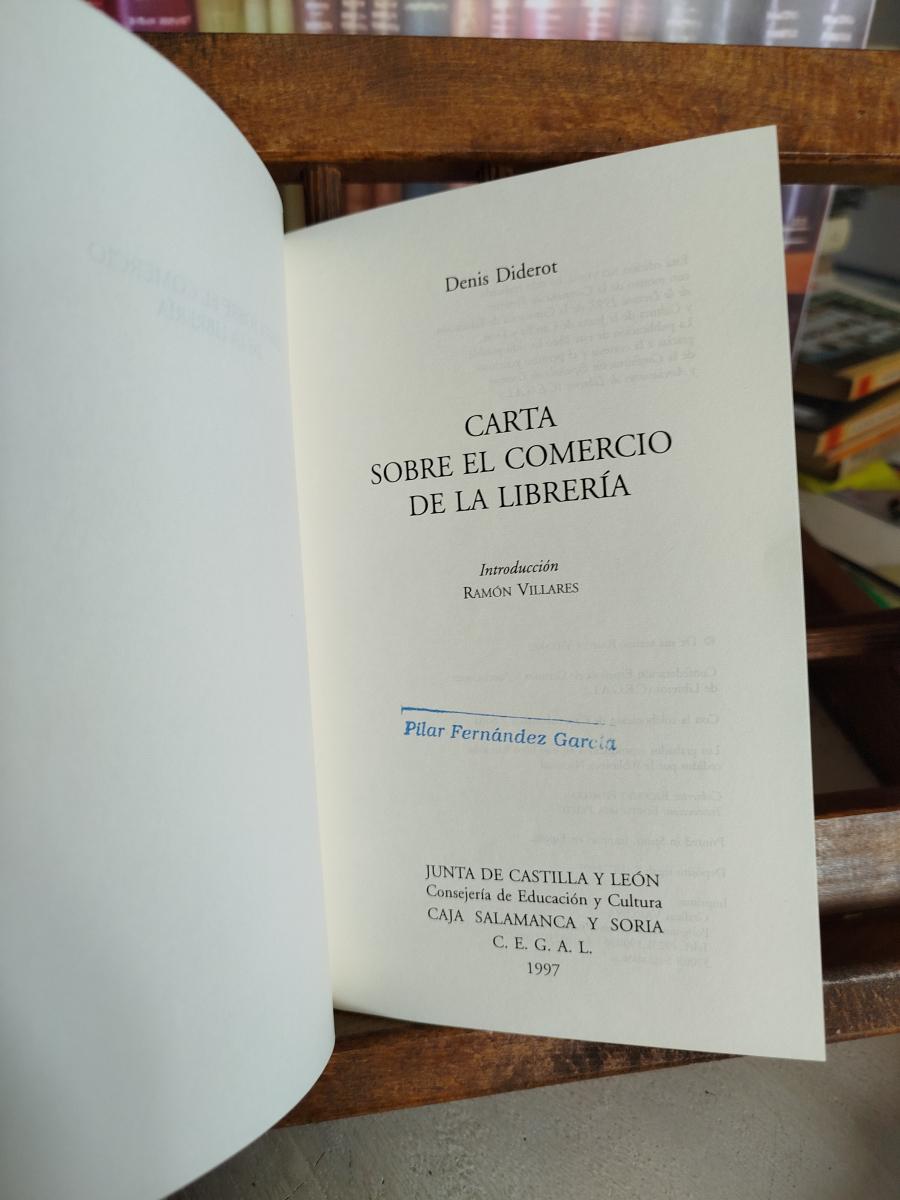 Denis Diderot
CARTA
SOBRE EL COMERCIO
DE LA LIBRERÍA
Introducción
RAMÓN VILLARES
Pilar Fernández García
JUNTA DE CASTILLA Y LEÓN
Consejería de Educación y Cultura
CAJA SALAMANCA Y SORIA
C. E. G. A. L.
1997